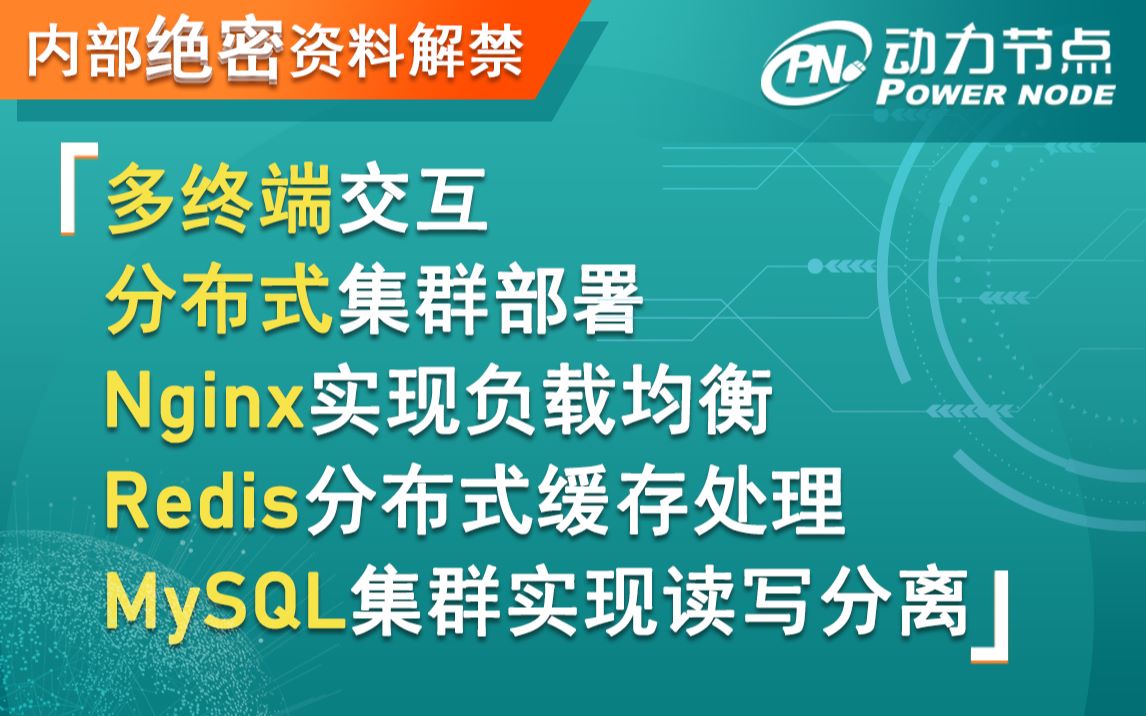 内部绝密资料解禁
PN 动力节点
POWER NODE
「多终端交互
分布式集群部署
Nginx实现负载均衡
Redis分布式缓存处理
MySQL集群实现读写分离」